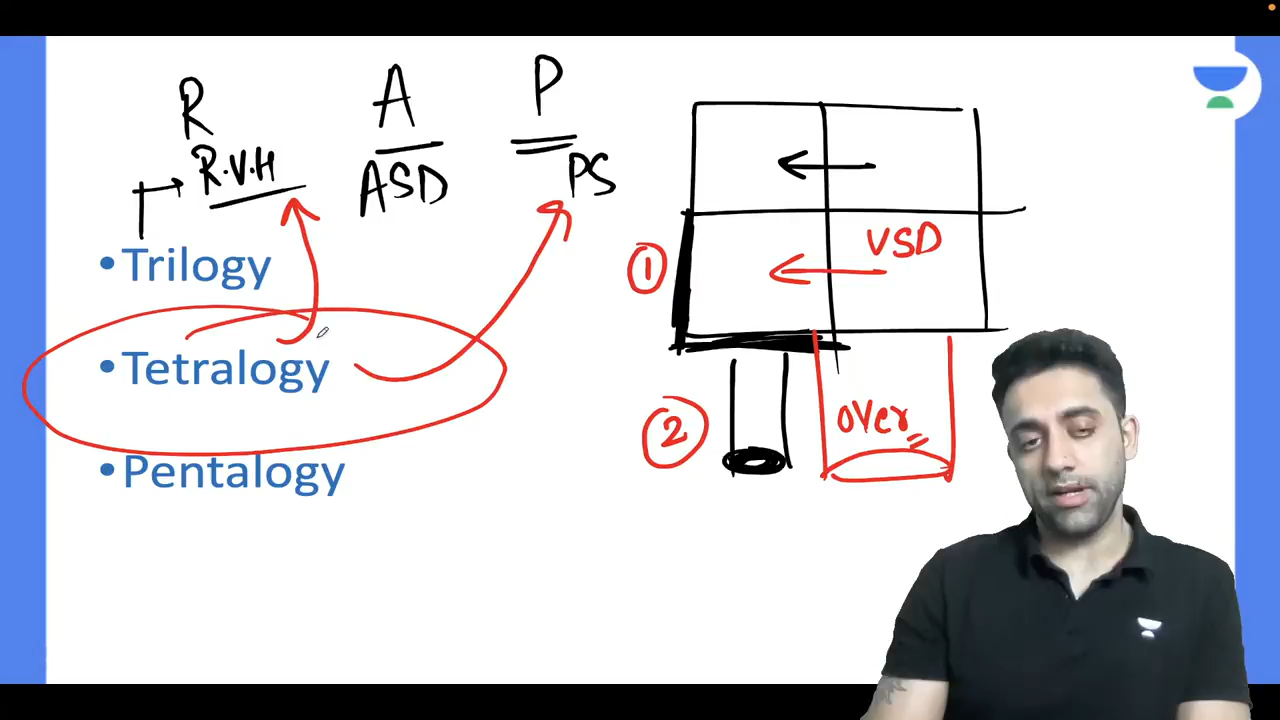 R A P
R.V.H ASD PS
•Trilogy
•Tetralogy
•Pentalogy
VSD
1
2
over